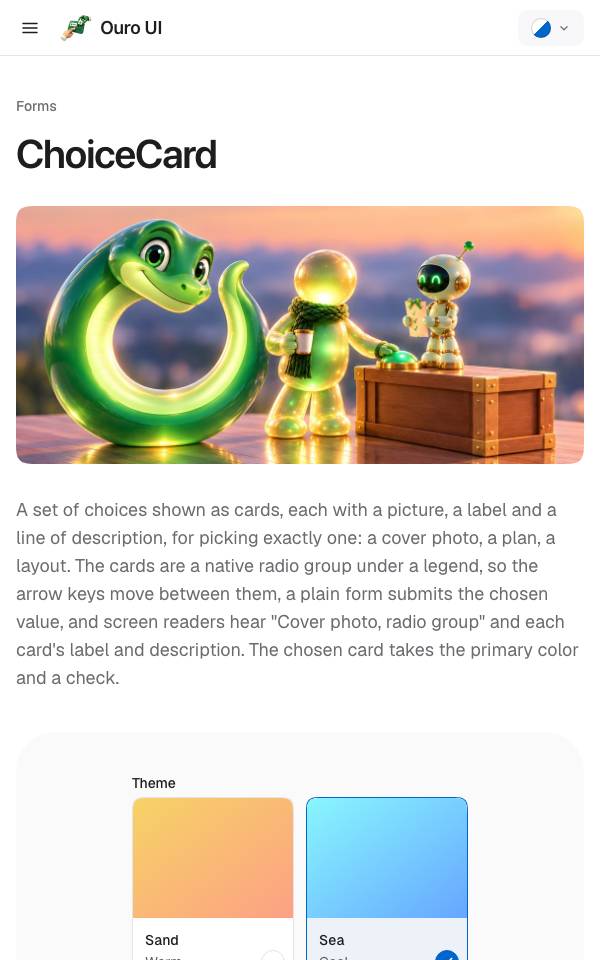 Ouro UI
Forms
ChoiceCard
A set of choices shown as cards, each with a picture, a label and a
line of description, for picking exactly one: a cover photo, a plan, a
layout. The cards are a native radio group under a legend, so the
arrow keys move between them, a plain form submits the chosen
value, and screen readers hear "Cover photo, radio group" and each
card's label and description. The chosen card takes the primary color
and a check.
Theme
Sand
Sea